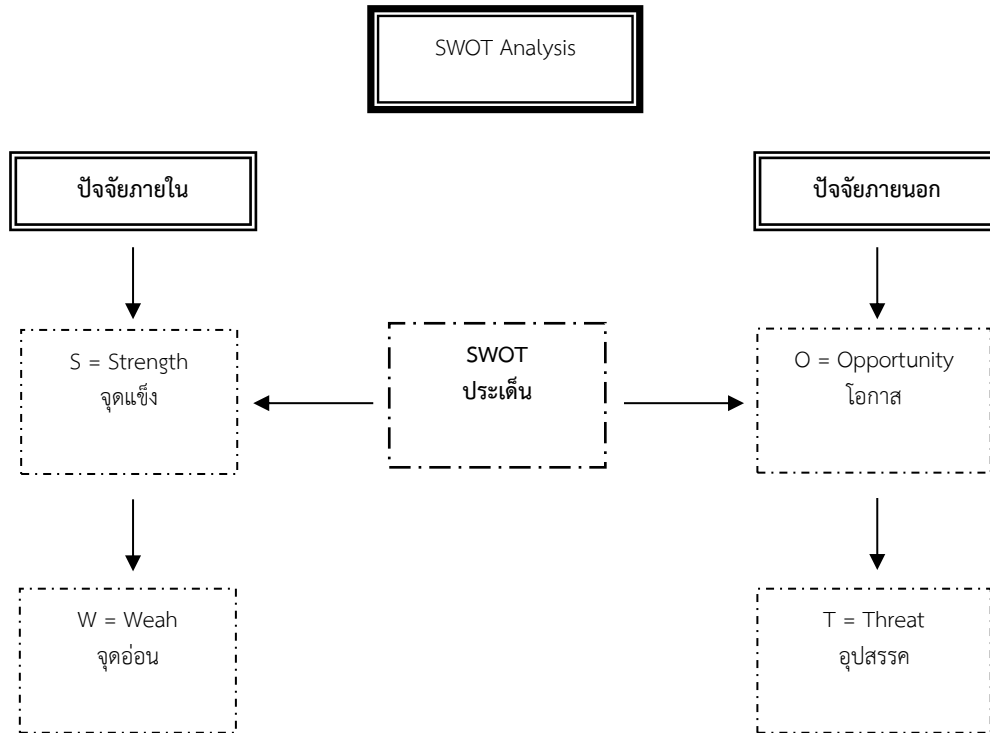 SWOT Analysis
ปัจจัยภายใน
ปัจจัยภายนอก
S = Strength
จุดแข็ง
SWOT
ประเด็น
O = Opportunity
โอกาส
W = Weah
จุดอ่อน
T = Threat
อุปสรรค